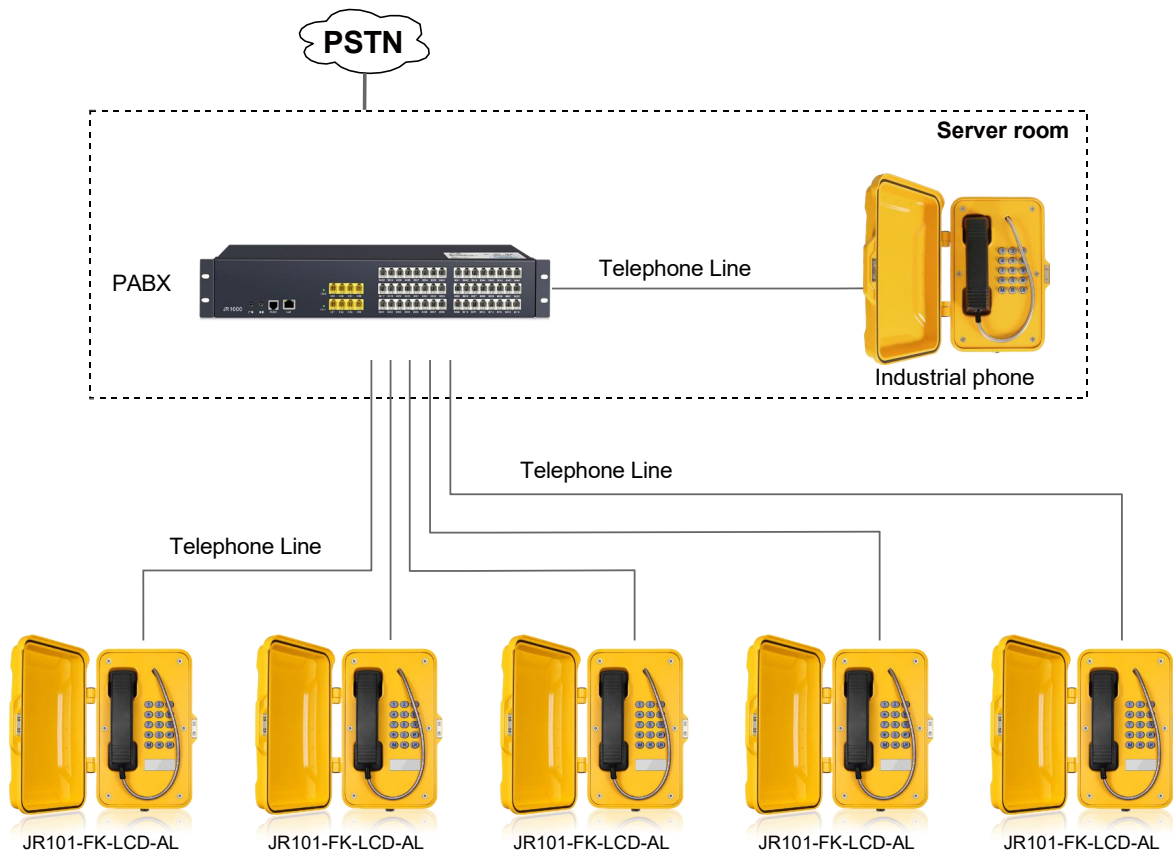 PSTN
Server room
PABX
JR1000
Telephone Line
Industrial phone
Telephone Line
Telephone Line
JR101-FK-LCD-AL
JR101-FK-LCD-AL
JR101-FK-LCD-AL
JR101-FK-LCD-AL
JR101-FK-LCD-AL